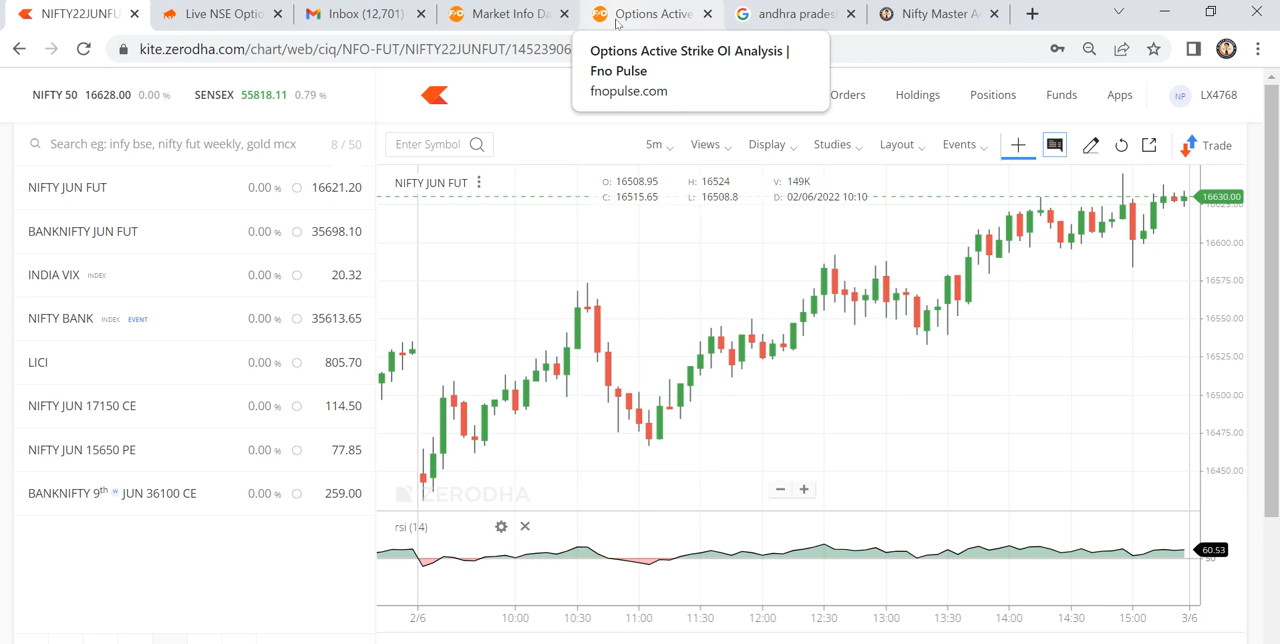 NIFTY22JUNFU
Live NSE Optio
Inbox (12,701)
Market Info Da
Options Active
andhra prades
Nifty Master A
kite.zerodha.com/chart/web/ciq/NFO-FUT/NIFTY22JUNFUT/14523906
Options Active Strike OI Analysis |
Fno Pulse
fnopulse.com
NIFTY 50 16628.00 0.00 %
SENSEX 55818.11 0.79 %
Orders
Holdings
Positions
Funds
Apps
NP
LX4768
Search eg: infy bse, nifty fut weekly, gold mcx
8 / 50
Enter Symbol
5m
Views
Display
Studies
Layout
Events
Trade
NIFTY JUN FUT 0.00 % 16621.20
BANKNIFTY JUN FUT 0.00 % 35698.10
INDIA VIX INDEX 0.00 % 20.32
NIFTY BANK INDEX EVENT 0.00 % 35613.65
LICI 0.00 % 805.70
NIFTY JUN 17150 CE 0.00 % 114.50
NIFTY JUN 15650 PE 0.00 % 77.85
BANKNIFTY 9th w JUN 36100 CE 0.00 % 259.00
NIFTY JUN FUT
O: 16508.95 H: 16524 V: 149K
C: 16515.65 L: 16508.8 D: 02/06/2022 10:10
16630.00
16625.00
16600.00
16575.00
16550.00
16525.00
16500.00
16475.00
16450.00
ZERODHA
rsi (14)
60.53
50
2/6 10:00 10:30 11:00 11:30 12:00 12:30 13:00 13:30 14:00 14:30 15:00 3/6